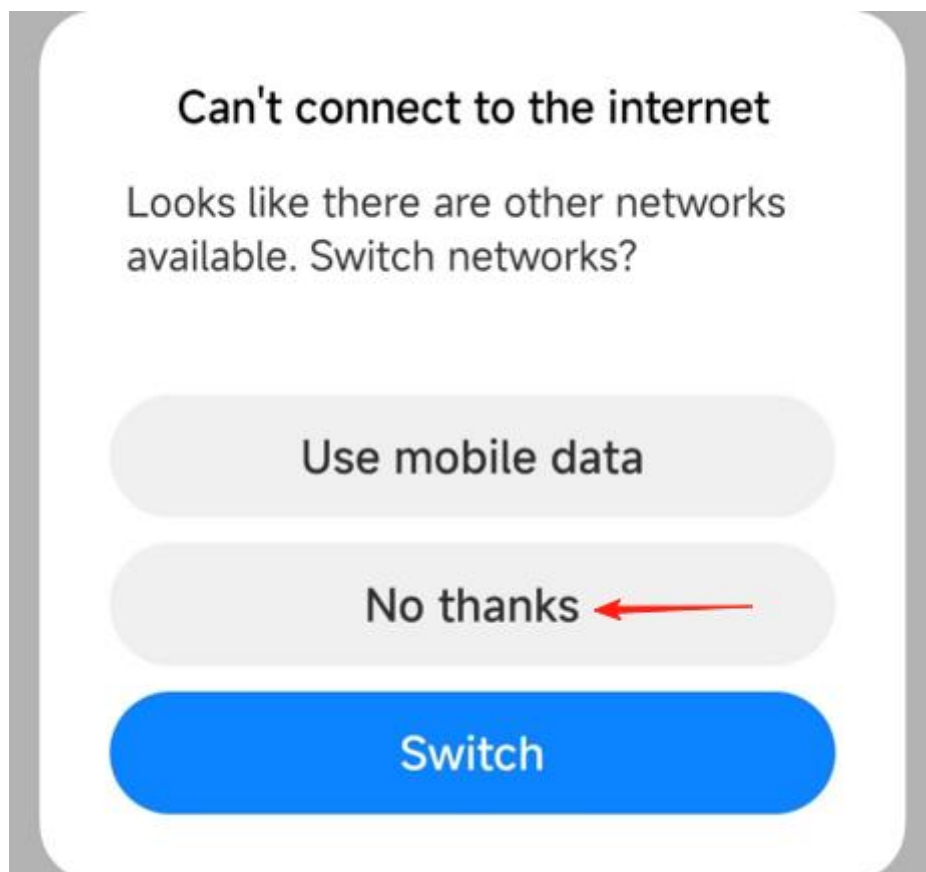 Can't connect to the internet
Looks like there are other networks
available. Switch networks?
Use mobile data
No thanks
Switch